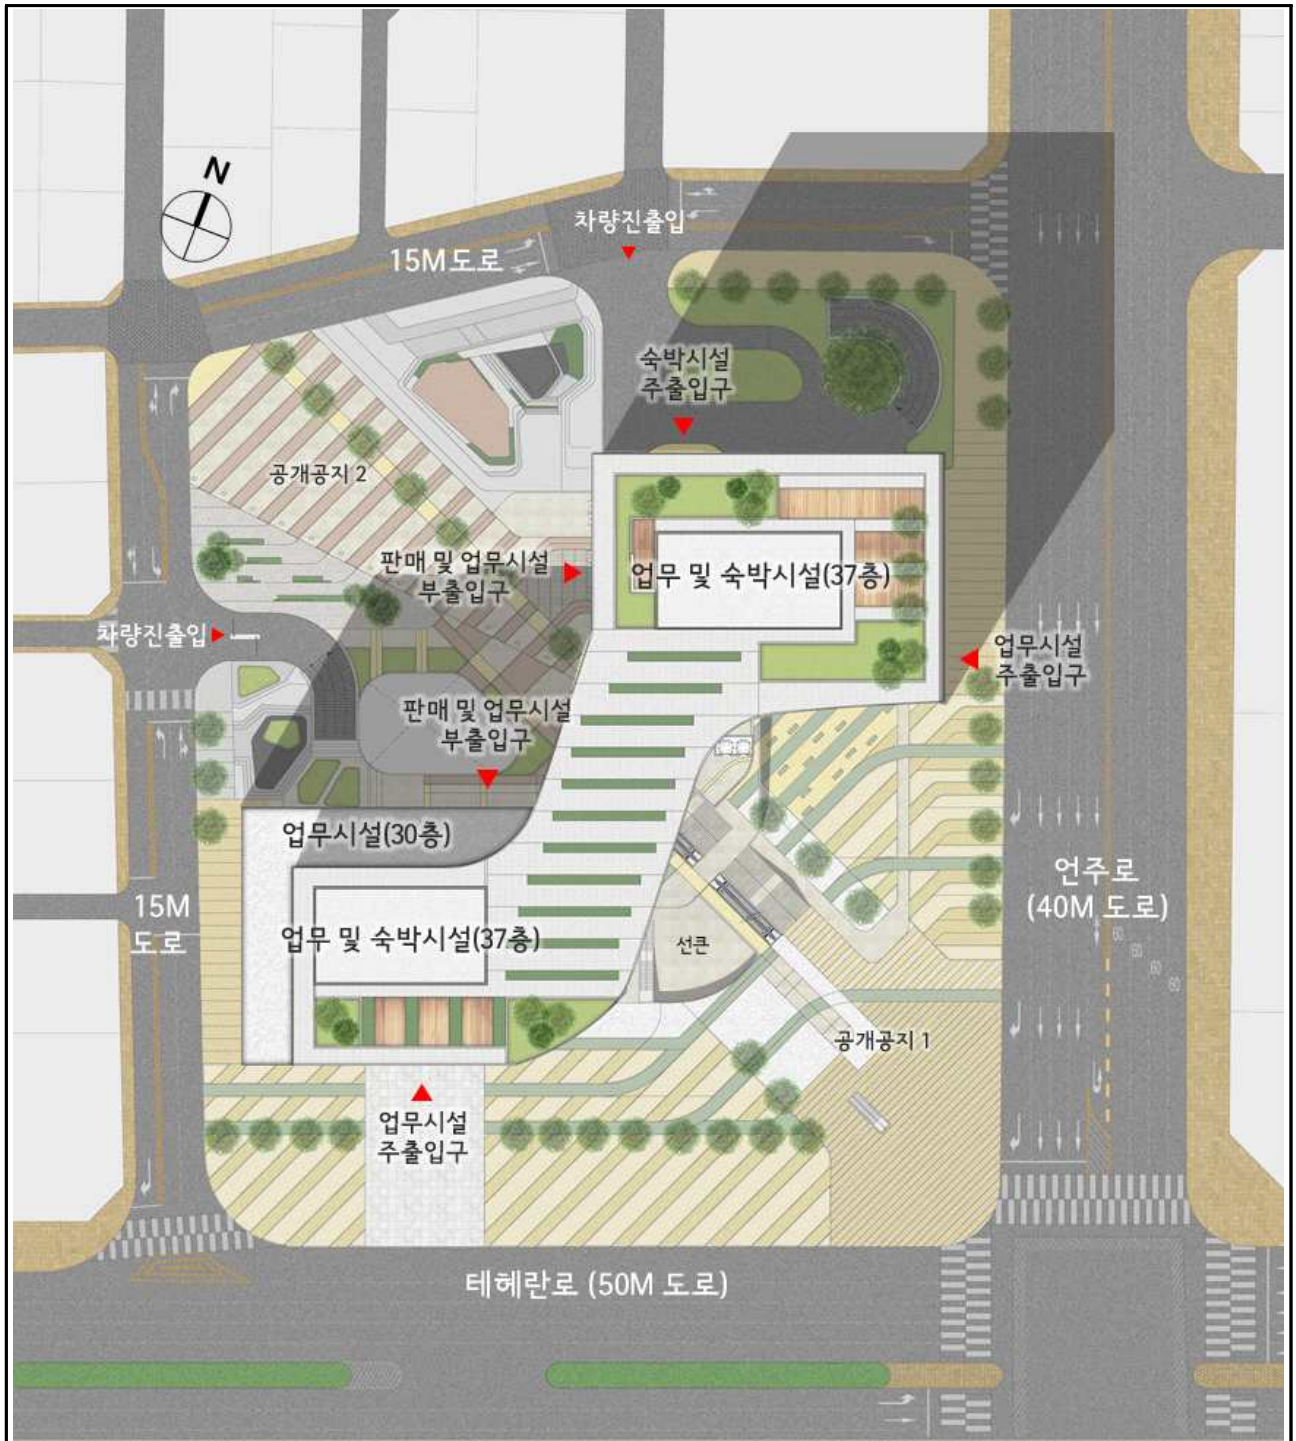 N
차량진출입
15M 도로
숙박시설
주출입구
공개공지 2
판매 및 업무시설
부출입구
업무 및 숙박시설(37층)
차량진출입
업무시설
주출입구
판매 및 업무시설
부출입구
업무시설(30층)
언주로
(40M 도로)
15M
도로
업무 및 숙박시설(37층)
선큰
공개공지 1
업무시설
주출입구
테헤란로 (50M 도로)